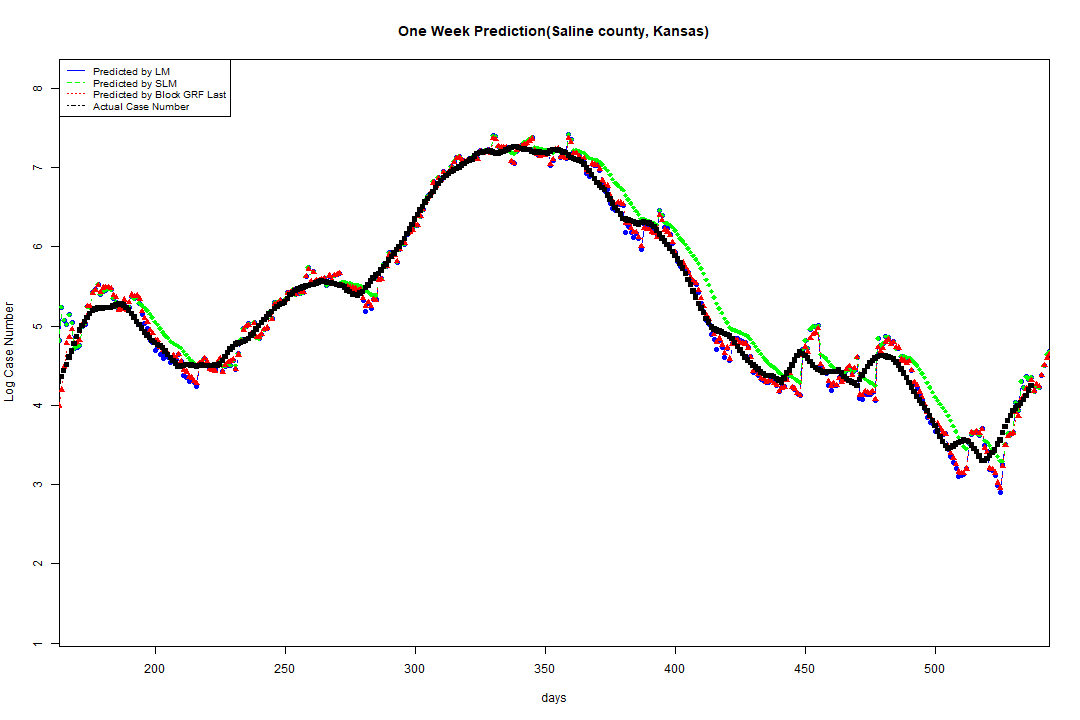 One Week Prediction(Saline county, Kansas)
Predicted by LM
Predicted by SLM
Predicted by Block GRF Last
Actual Case Number
8
7
6
5
4
3
2
1
Log Case Number
200 250 300 350 400 450 500
days